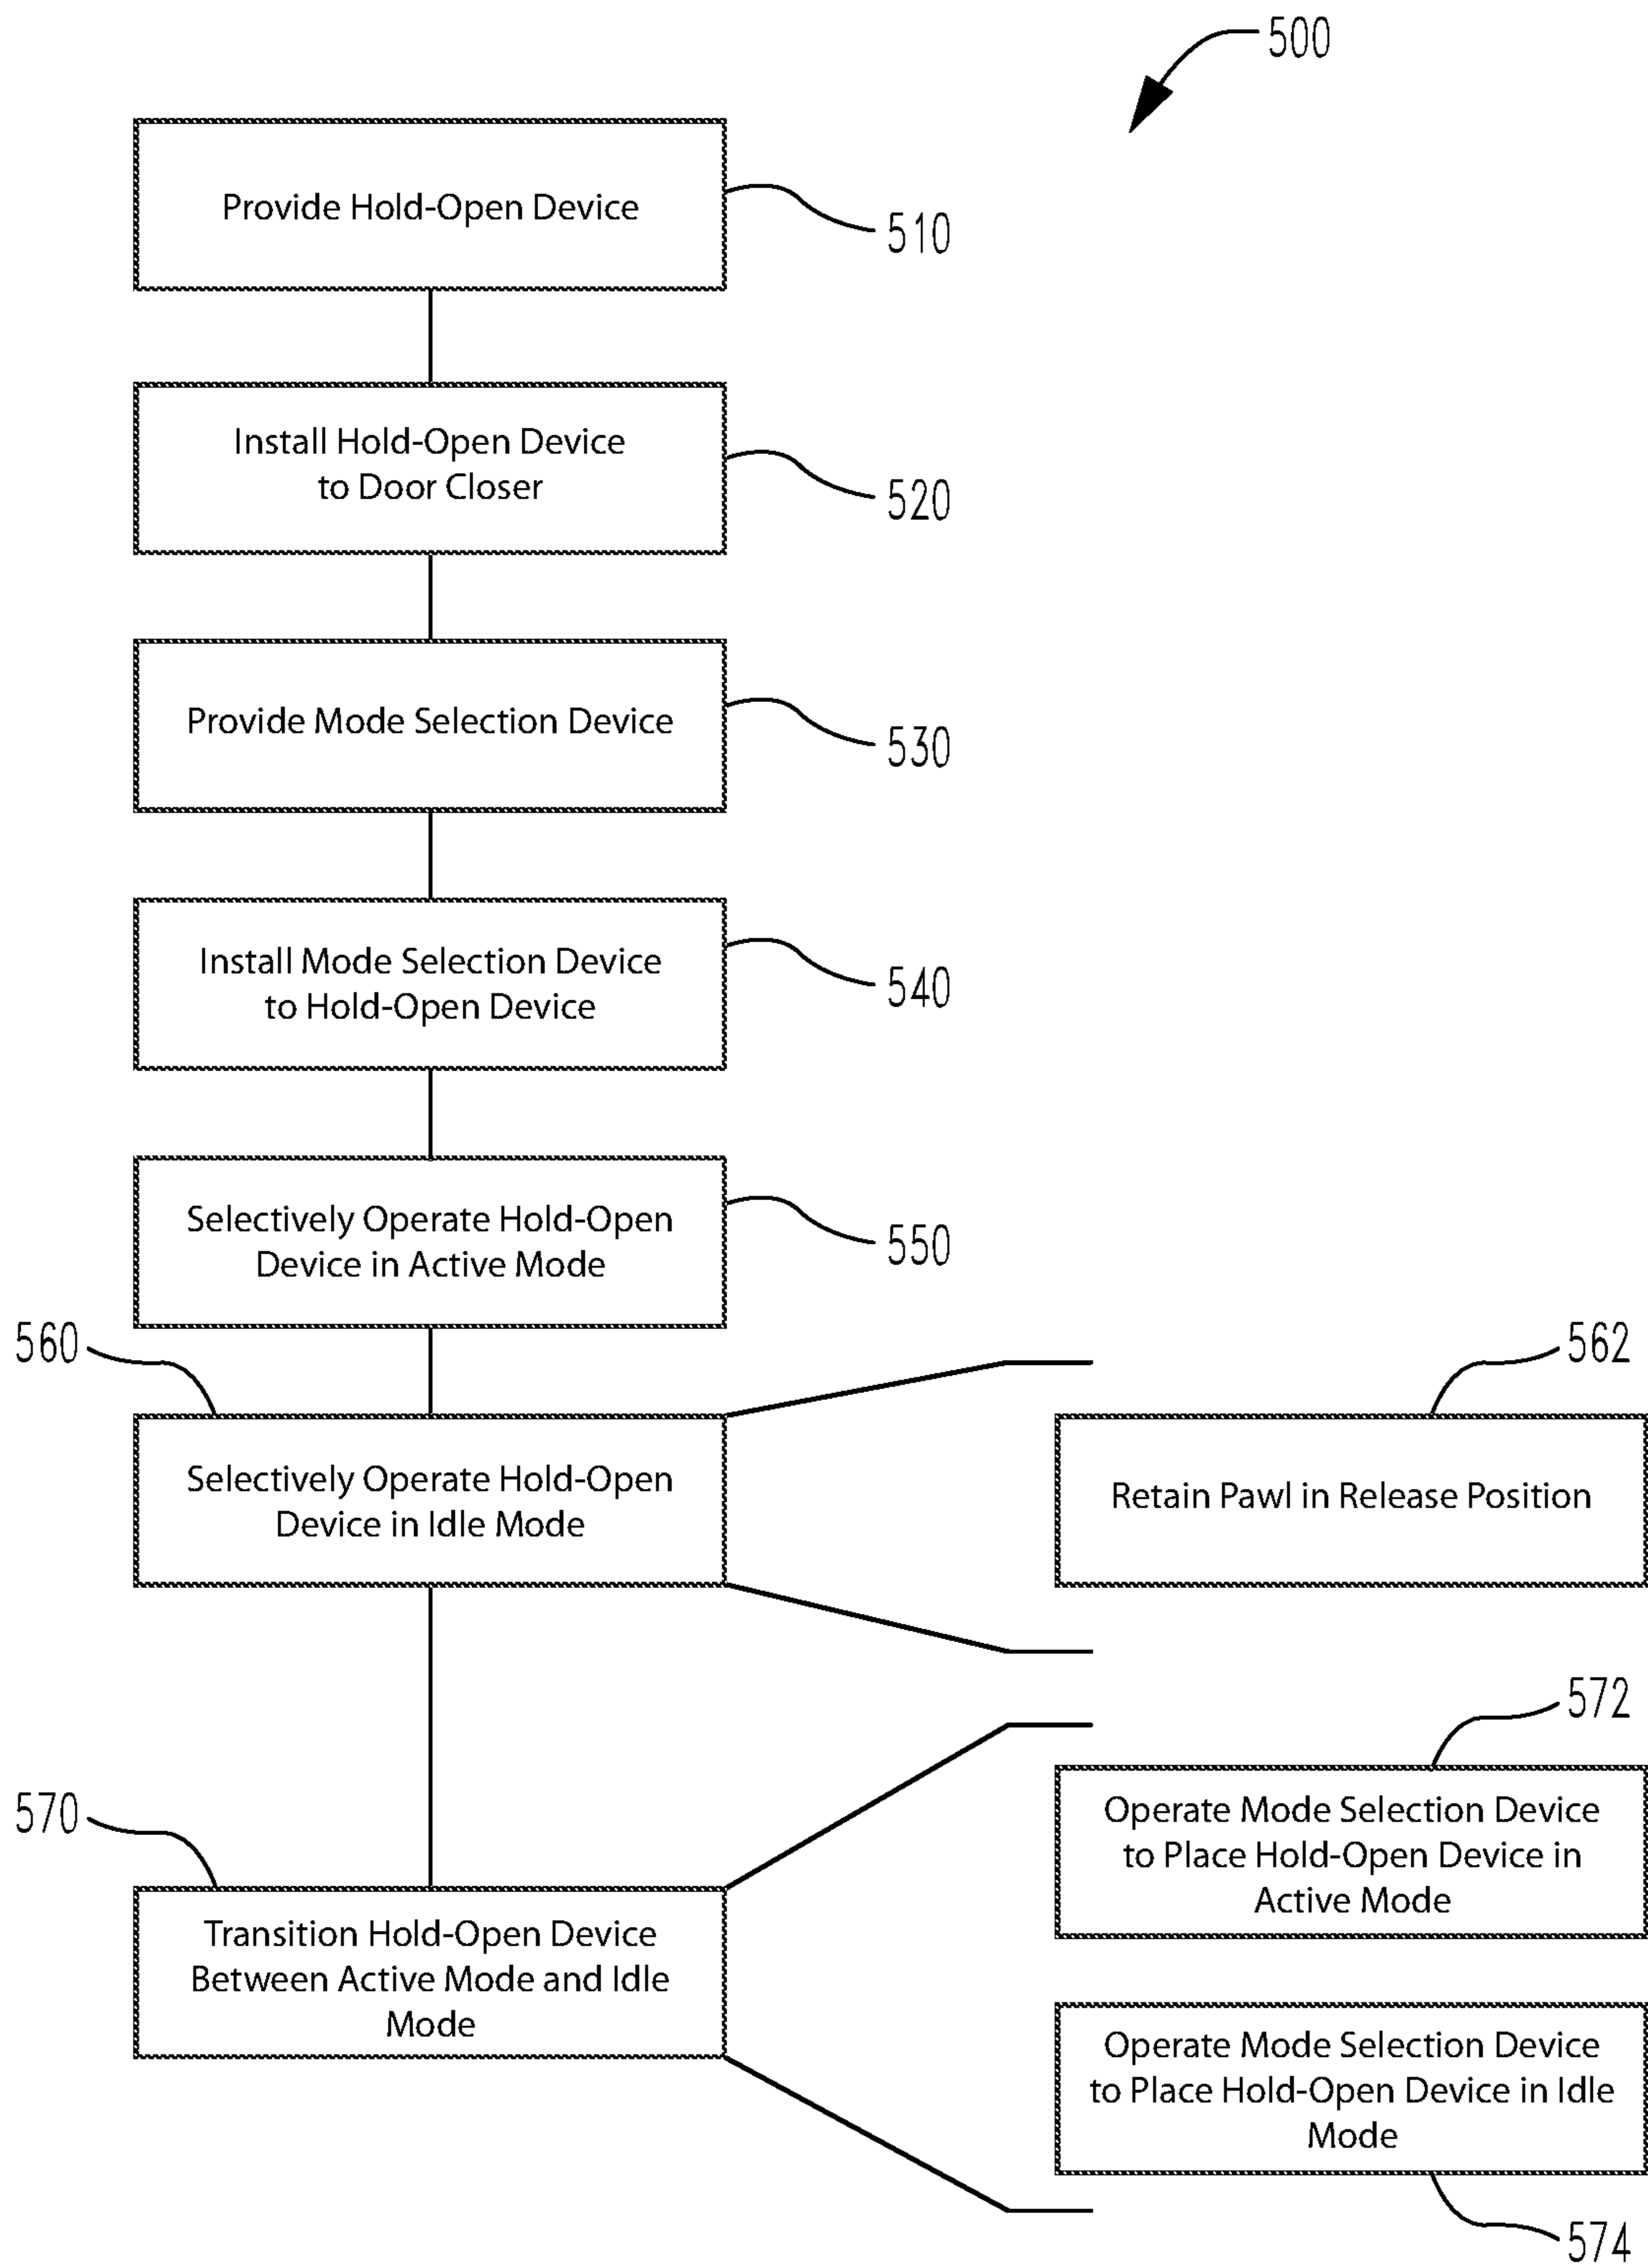 500
Provide Hold-Open Device
510
Install Hold-Open Device
to Door Closer
520
Provide Mode Selection Device
530
Install Mode Selection Device
to Hold-Open Device
540
Selectively Operate Hold-Open
Device in Active Mode
550
560
Selectively Operate Hold-Open
Device in Idle Mode
562
Retain Pawl in Release Position
570
Transition Hold-Open Device
Between Active Mode and Idle
Mode
572
Operate Mode Selection Device
to Place Hold-Open Device in
Active Mode
Operate Mode Selection Device
to Place Hold-Open Device in Idle
Mode
574